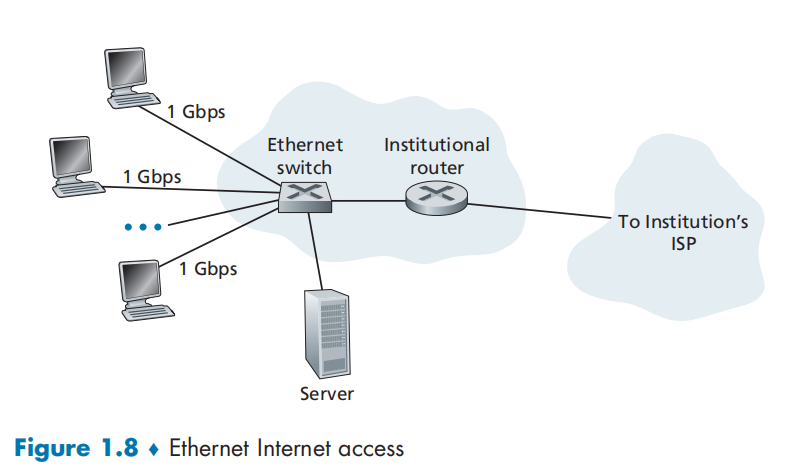 1 Gbps
Ethernet
switch
Institutional
router
1 Gbps
To Institution's
ISP
1 Gbps
Server
Figure 1.8 ♦ Ethernet Internet access